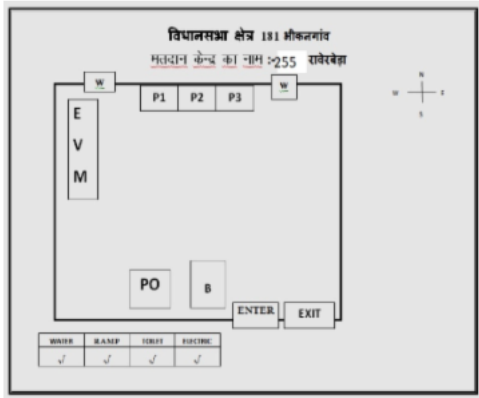 विधानसभा क्षेत्र 181 भीकनगांव
मतदान केन्द्र का नाम :-255 रावेरबेड़ा
W
W
P1 P2 P3
N
W E
S
E
V
M
PO
B
ENTER
EXIT
WATER RAMP TOILET ELECTRIC
√ √ √ √